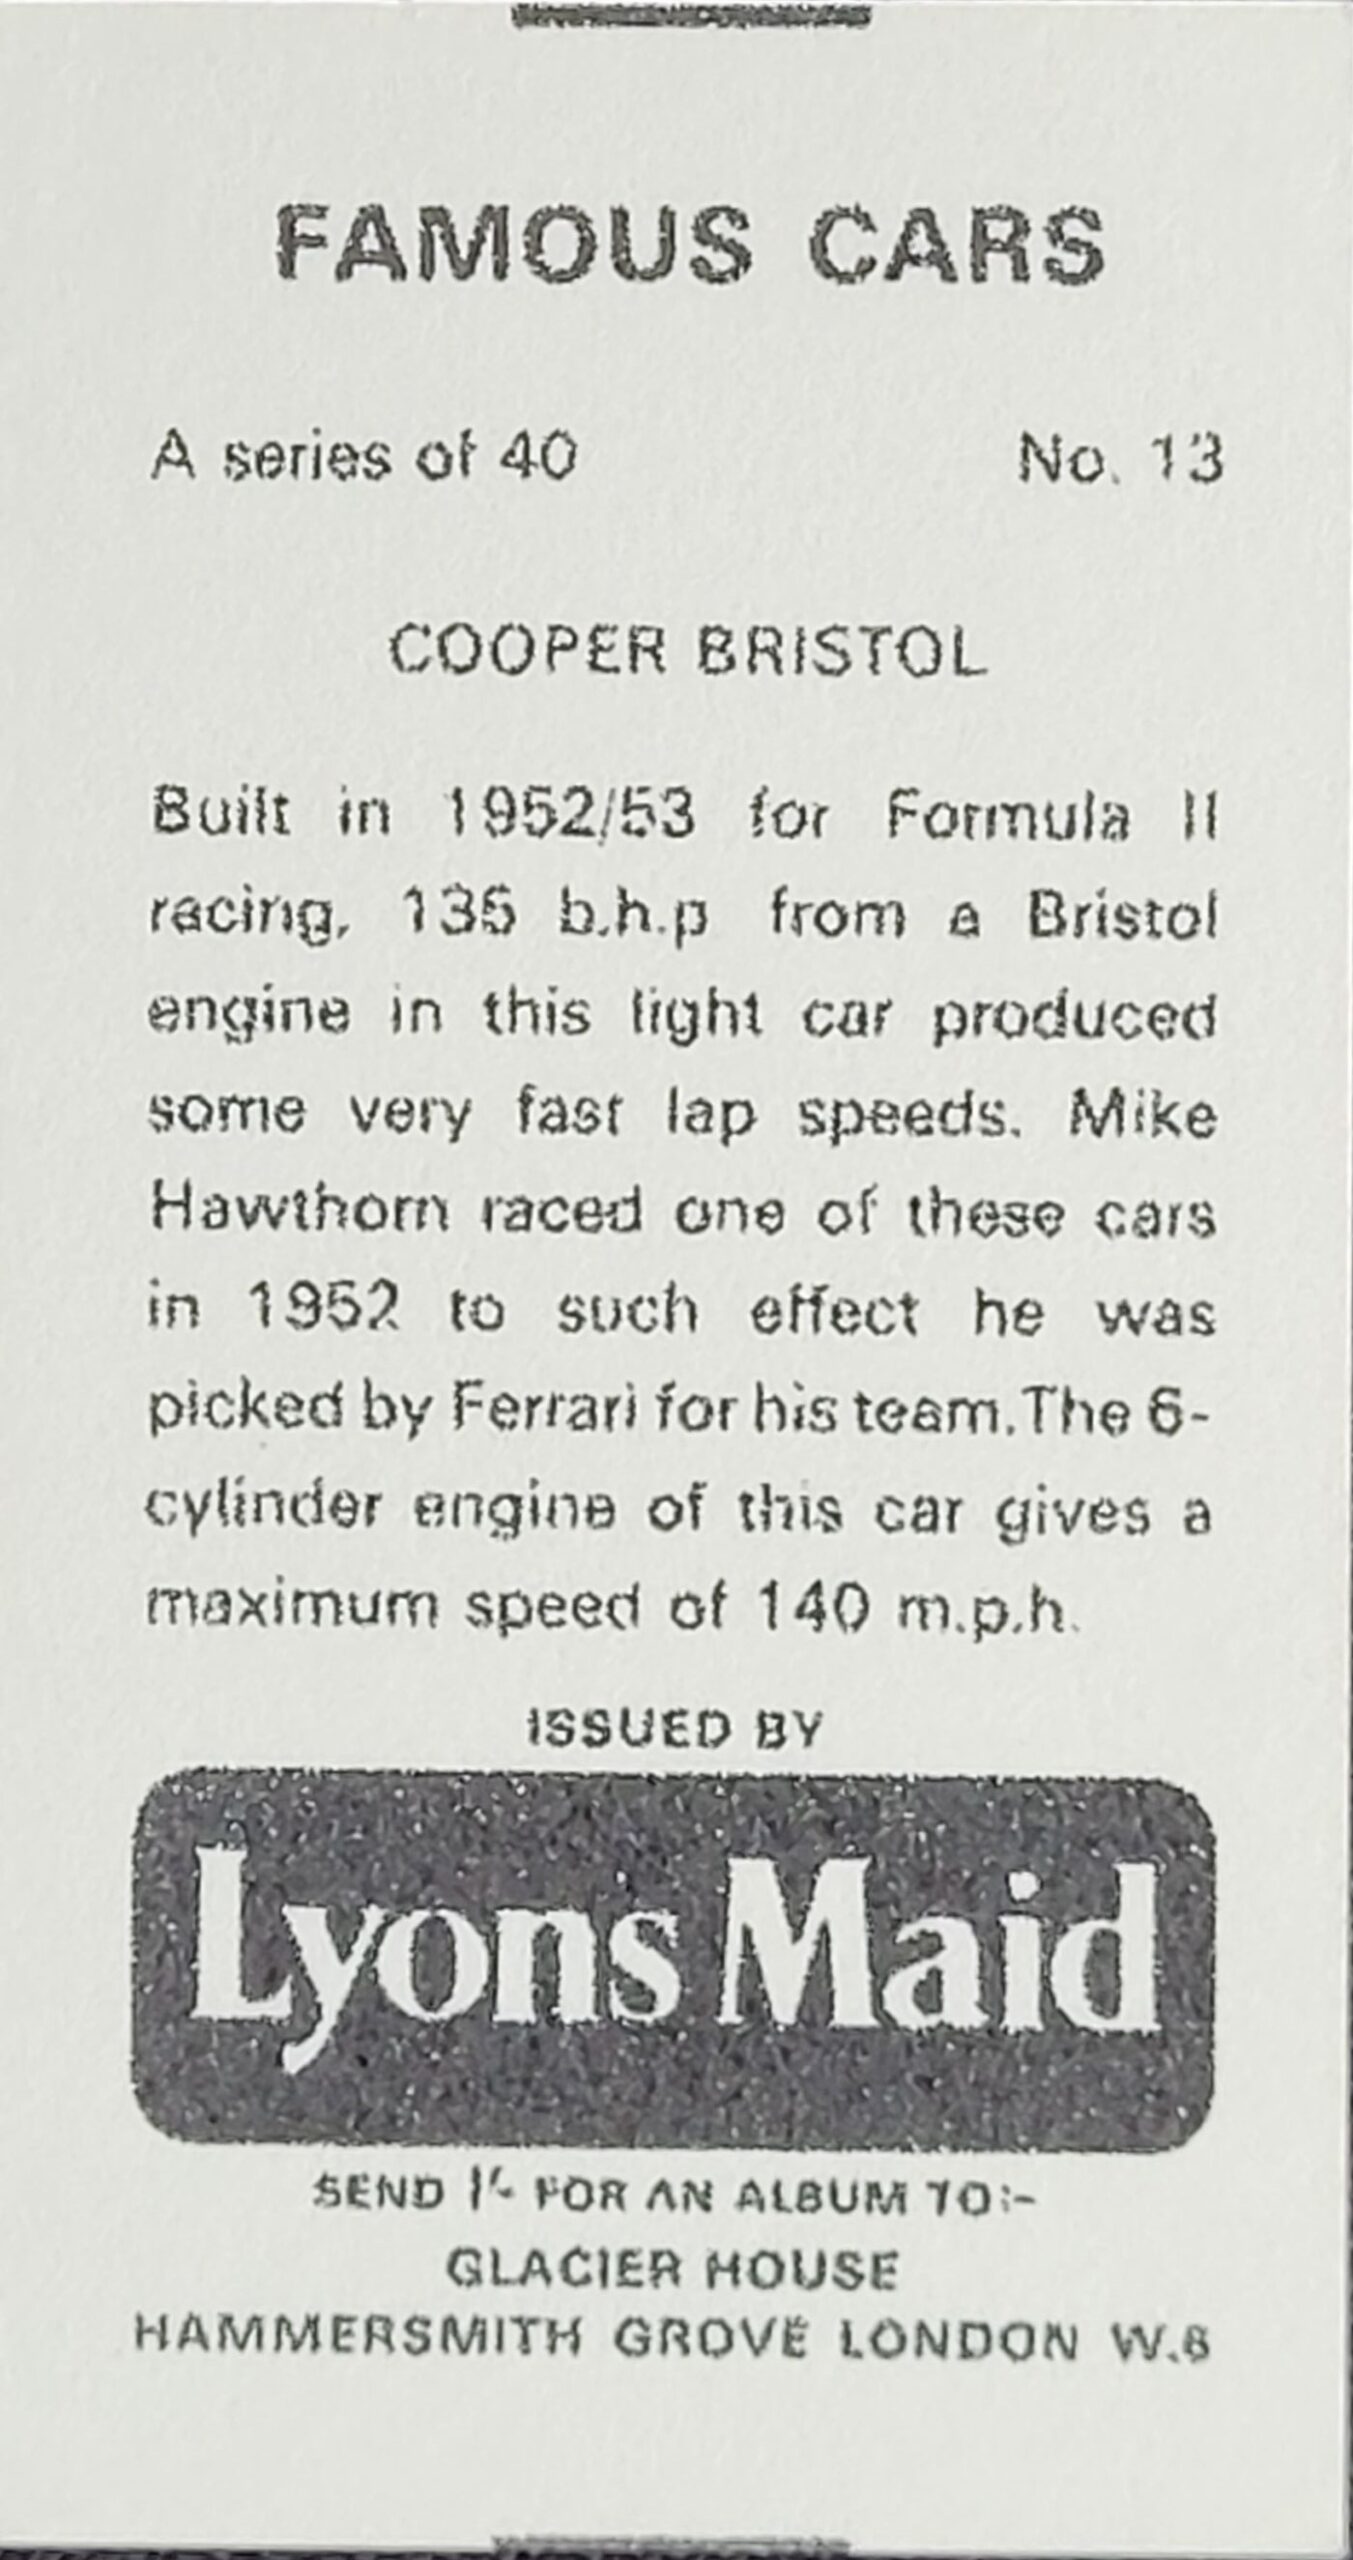 FAMOUS CARS
A series of 40 No. 13
COOPER BRISTOL
Built in 1952/53 for Formula II
racing, 135 b.h.p from a Bristol
engine in this light car produced
some very fast lap speeds. Mike
Hawthorn raced one of these cars
in 1952 to such effect he was
picked by Ferrari for his team. The 6-
cylinder engine of this car gives a
maximum speed of 140 m.p.h.
ISSUED BY
Lyons Maid
SEND 1/- FOR AN ALBUM TO:-
GLACIER HOUSE
HAMMERSMITH GROVE LONDON W.6